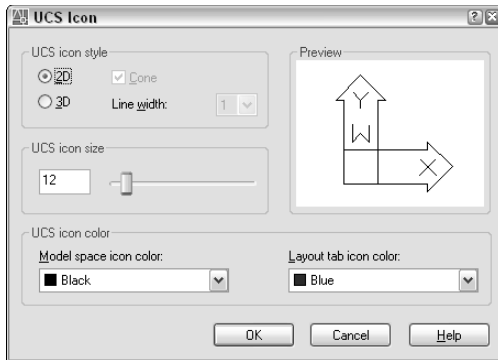 UCS Icon
UCS icon style
2D
Cone
3D
Line width:
1
Preview
Y
W
X
UCS icon size
12
UCS icon color
Model space icon color:
Black
Layout tab icon color:
Blue
OK
Cancel
Help